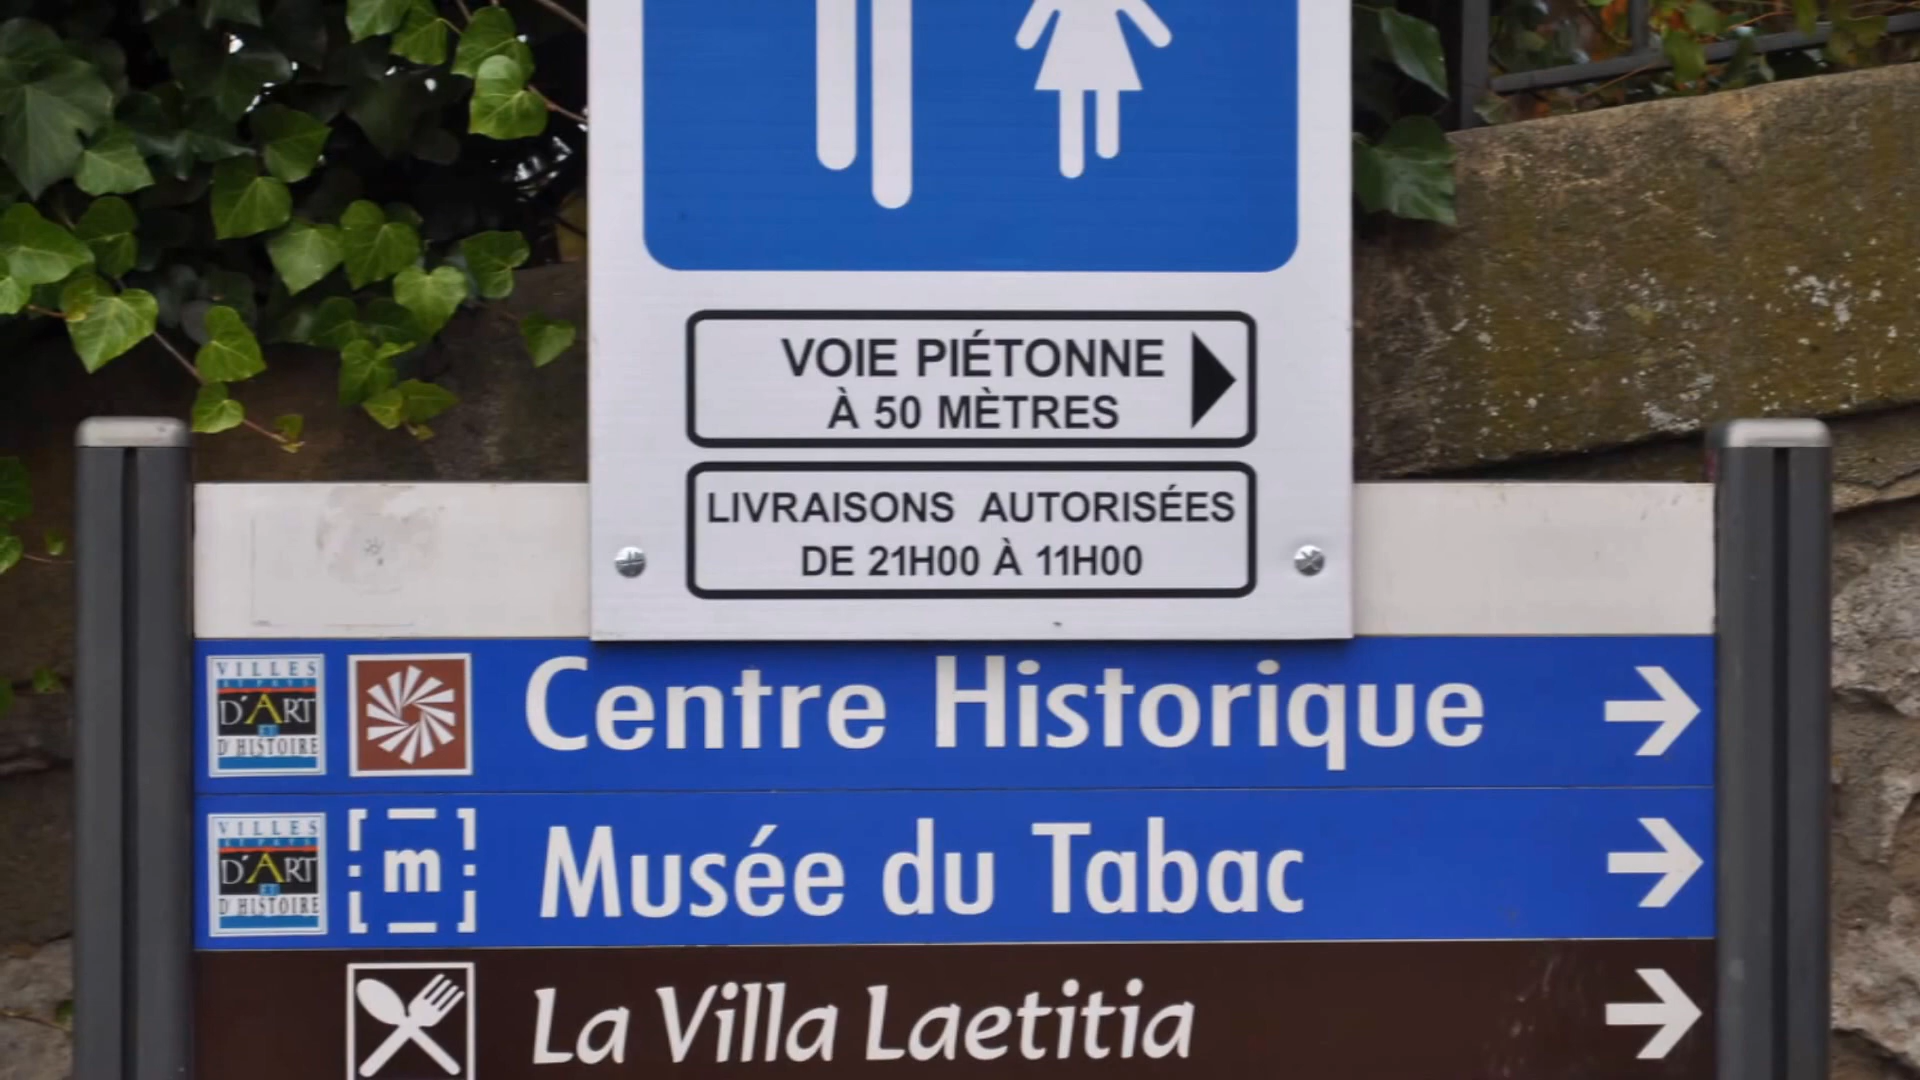 VOIE PIÉTONNE
À 50 MÈTRES
LIVRAISONS AUTORISÉES
DE 21H00 À 11H00
VILLES
ET PAYS
D'ART
ET
D'HISTOIRE
Centre Historique
VILLES
ET PAYS
D'ART
ET
D'HISTOIRE
m
Musée du Tabac
La Villa Laetitia